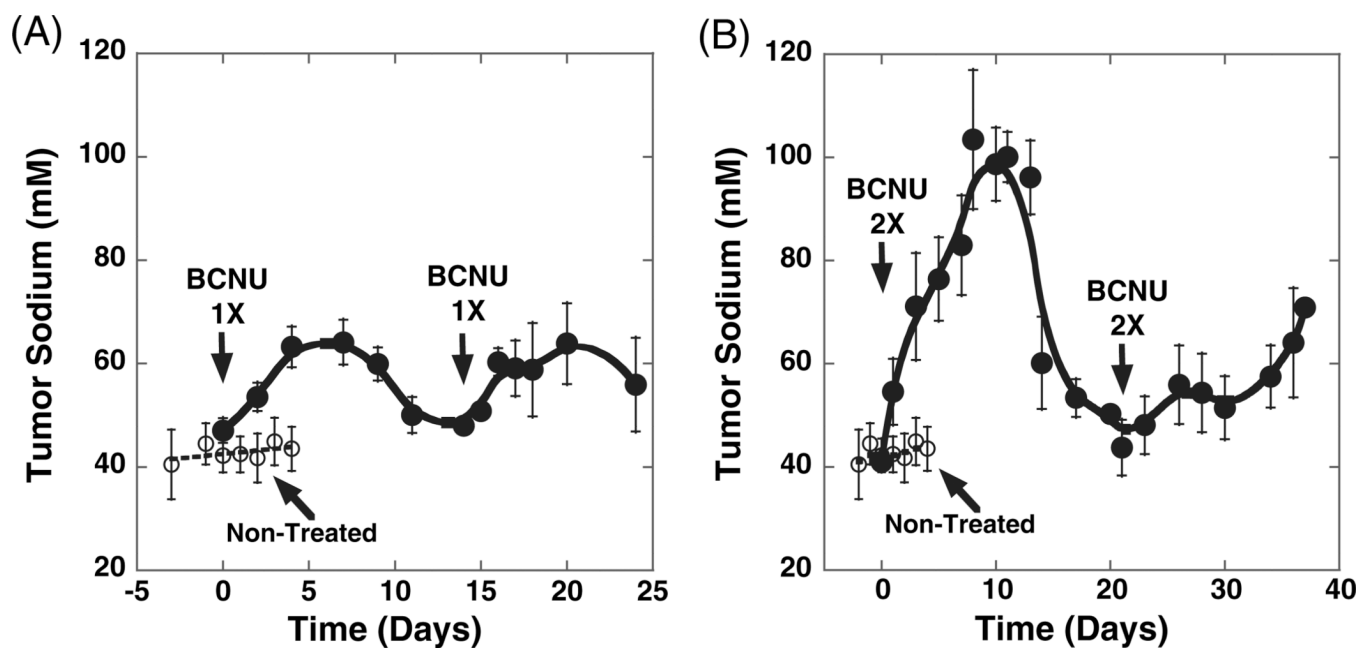 (A)
120
100
80
60
40
20
Tumor Sodium (mM)
BCNU
1X
BCNU
1X
Non-Treated
-5 0 5 10 15 20 25
Time (Days)
(B)
120
100
80
60
40
20
Tumor Sodium (mM)
BCNU
2X
BCNU
2X
Non-Treated
0 10 20 30 40
Time (Days)